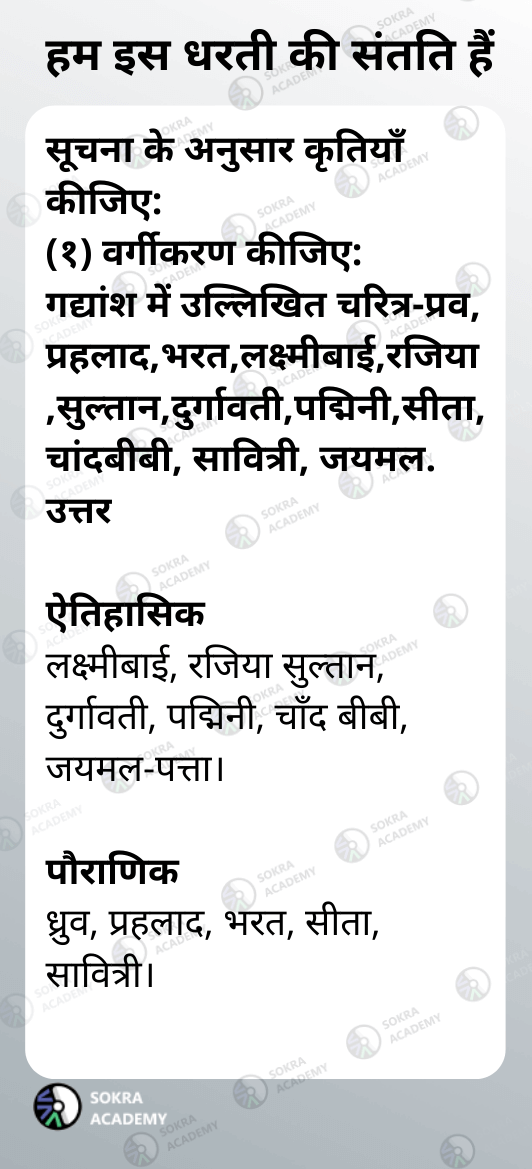 हम इस धरती की संतति हैं
सूचना के अनुसार कृतियाँ
कीजिए:
(१) वर्गीकरण कीजिए:
गद्यांश में उल्लिखित चरित्र-प्रव,
प्रहलाद,भरत,लक्ष्मीबाई,रजिया
,सुल्तान,दुर्गावती,पद्मिनी,सीता,
चांदबीबी, सावित्री, जयमल.
उत्तर
ऐतिहासिक
लक्ष्मीबाई, रजिया सुल्तान,
दुर्गावती, पद्मिनी, चाँद बीबी,
जयमल-पत्ता।
पौराणिक
ध्रुव, प्रहलाद, भरत, सीता,
सावित्री।
SOKRA
ACADEMY